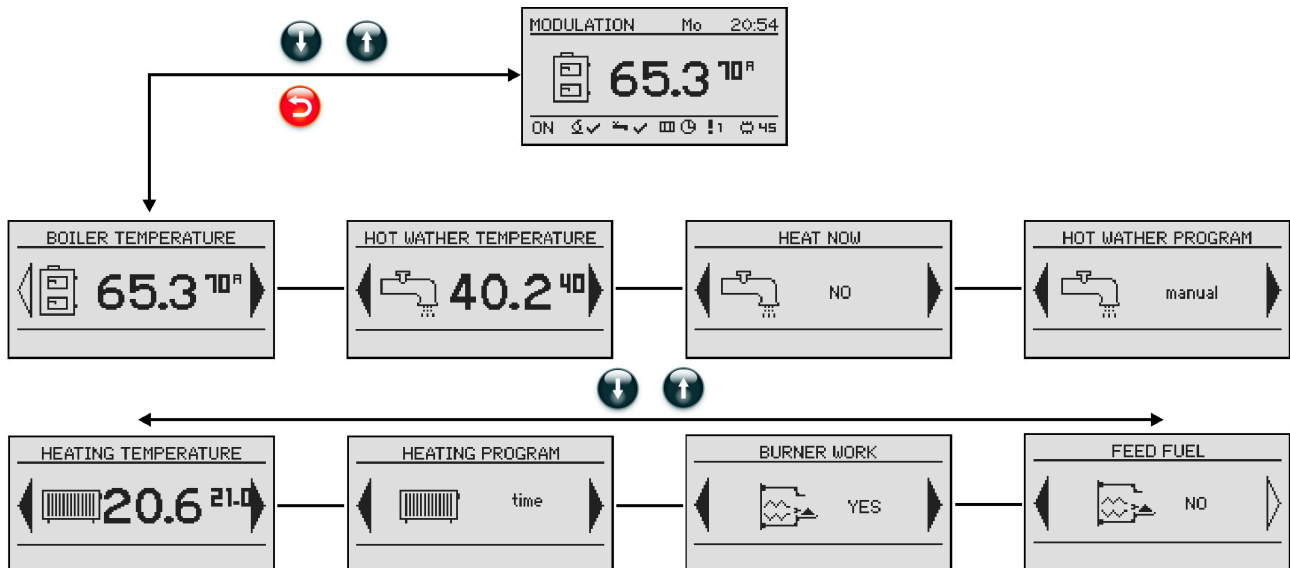 MODULATION Mo 20:54
65.3 70A
ON 1 45
BOILER TEMPERATURE
65.3 70A
HOT WATHER TEMPERATURE
40.2 40
HEAT NOW
NO
HOT WATHER PROGRAM
manual
HEATING TEMPERATURE
20.6 21.0
HEATING PROGRAM
time
BURNER WORK
YES
FEED FUEL
NO